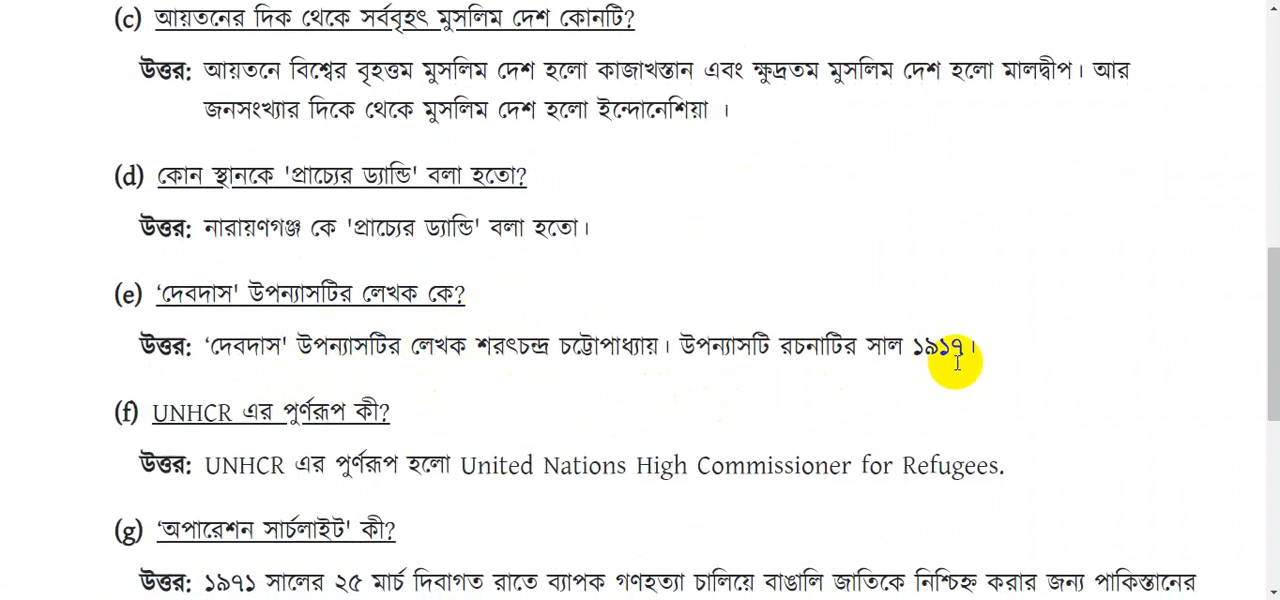 (c) আয়তনের দিক থেকে সর্ববৃহৎ মুসলিম দেশ কোনটি?
উত্তর: আয়তনে বিশ্বের বৃহত্তম মুসলিম দেশ হলো কাজাখস্তান এবং ক্ষুদ্রতম মুসলিম দেশ হলো মালদ্বীপ। আর
জনসংখ্যার দিকে থেকে মুসলিম দেশ হলো ইন্দোনেশিয়া ।
(d) কোন স্থানকে 'প্রাচ্যের ড্যান্ডি' বলা হতো?
উত্তর: নারায়ণগঞ্জ কে 'প্রাচ্যের ড্যান্ডি' বলা হতো।
(e) ‘দেবদাস' উপন্যাসটির লেখক কে?
উত্তর: ‘দেবদাস' উপন্যাসটির লেখক শরৎচন্দ্র চট্টোপাধ্যায়। উপন্যাসটি রচনাটির সাল ১৯১৭।
(f) UNHCR এর পুর্ণরূপ কী?
উত্তর: UNHCR এর পুর্ণরূপ হলো United Nations High Commissioner for Refugees.
(g) ‘অপারেশন সার্চলাইট' কী?
উত্তর: ১৯৭১ সালের ২৫ মার্চ দিবাগত রাতে ব্যাপক গণহত্যা চালিয়ে বাঙালি জাতিকে নিশ্চিহ্ন করার জন্য পাকিস্তানের